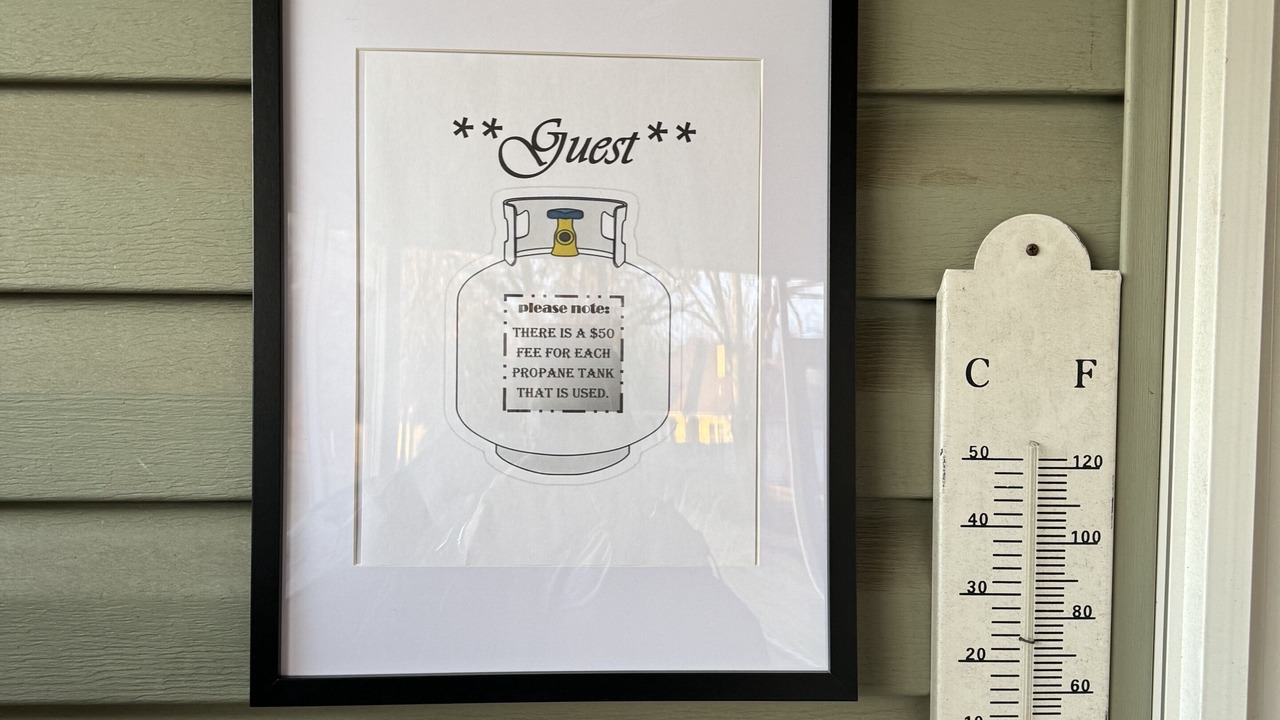 **Guest**
please note:
THERE IS A $50
FEE FOR EACH
PROPANE TANK
THAT IS USED.
C F
50 120
40 100
30 80
20 60